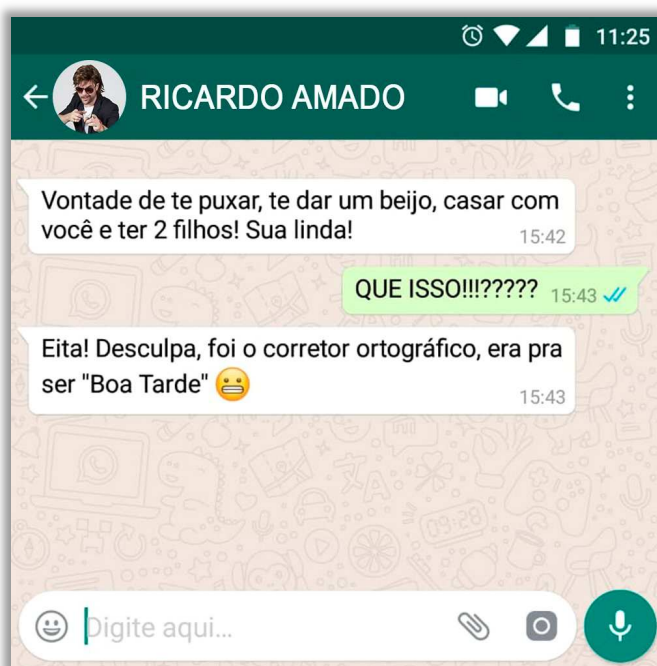 11:25
RICARDO AMADO
Vontade de te puxar, te dar um beijo, casar com
você e ter 2 filhos! Sua linda!
15:42
QUE ISSO!!!????? 15:43
Eita! Desculpa, foi o corretor ortográfico, era pra
ser "Boa Tarde" 😬
15:43
Digite aqui...